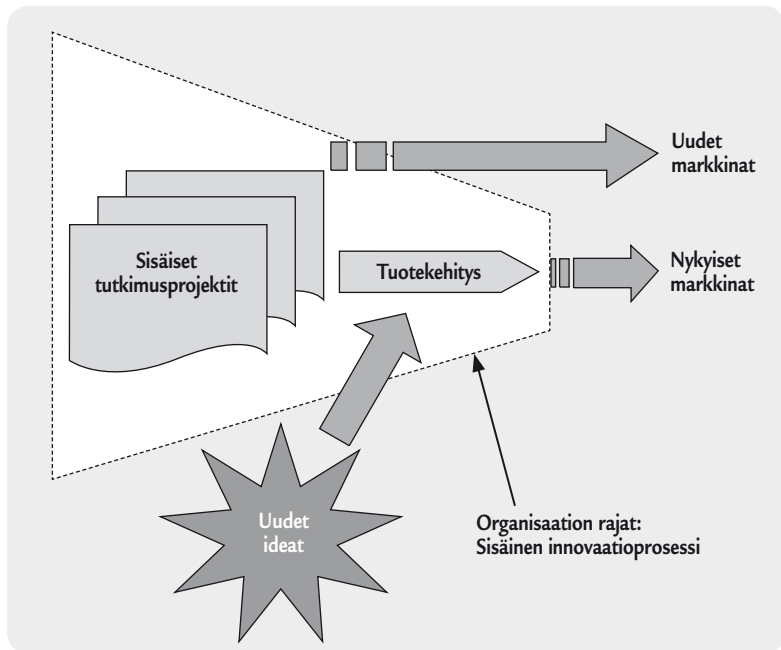 Uudet
markkinat
Sisäiset
tutkimusprojektit
Tuotekehitys
Nykyiset
markkinat
Uudet
ideat
Organisaation rajat:
Sisäinen innovaatioprosessi